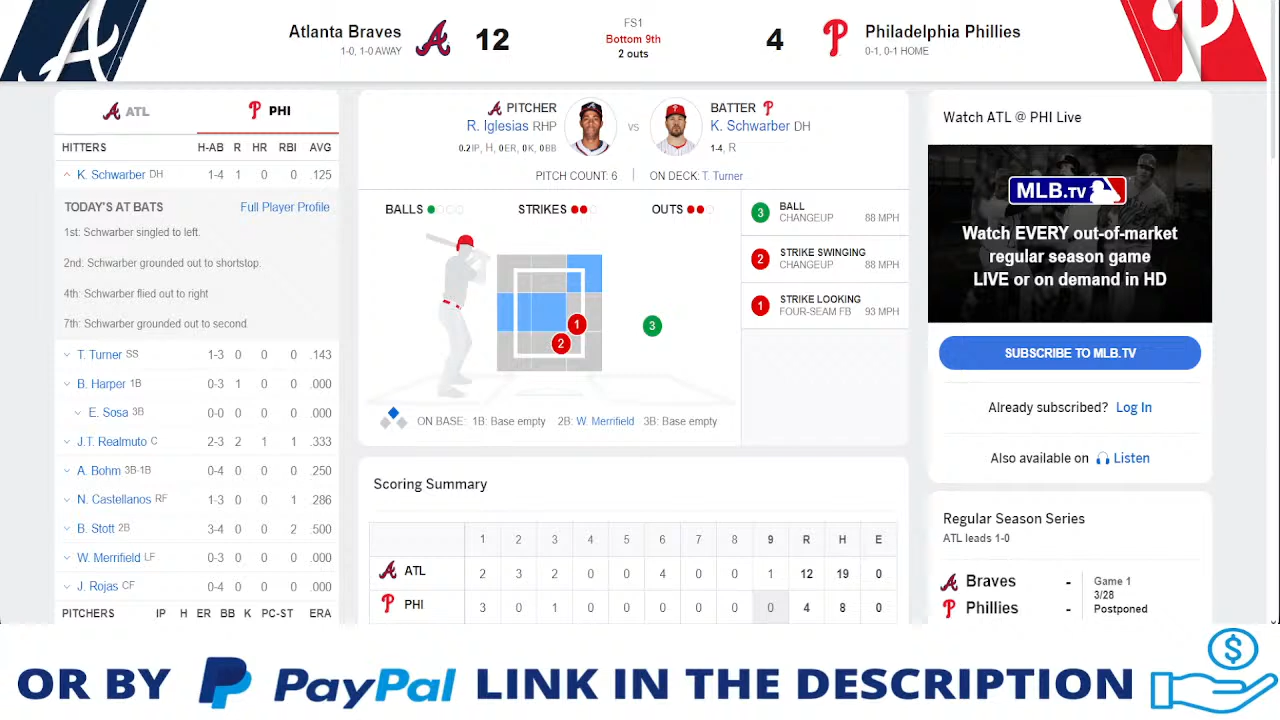 Atlanta Braves
1-0, 1-0 AWAY
12
FS1
Bottom 9th
2 outs
4
Philadelphia Phillies
0-1, 0-1 HOME
ATL
PHI
HITTERS H-AB R HR RBI AVG
K. Schwarber DH 1-4 1 0 0 .125
TODAY'S AT BATS Full Player Profile
1st: Schwarber singled to left.
2nd: Schwarber grounded out to shortstop.
4th: Schwarber flied out to right
7th: Schwarber grounded out to second.
T. Turner SS 1-3 0 0 0 .143
B. Harper 1B 0-3 1 0 0 .000
E. Sosa 3B 0-0 0 0 0 .000
J.T. Realmuto C 2-3 2 1 1 .333
A. Bohm 3B-1B 0-4 0 0 0 .250
N. Castellanos RF 1-3 0 0 1 .286
B. Stott 2B 3-4 0 0 2 .500
W. Merrifield LF 0-3 0 0 0 .000
J. Rojas CF 0-4 0 0 0 .000
PITCHERS IP H ER BB K PC-ST ERA
PITCHER
R. Iglesias RHP
0.2IP, H, 0ER, 0K, 0BB
VS
BATTER
K. Schwarber DH
1-4, R
PITCH COUNT: 6 ON DECK: T. Turner
BALLS STRIKES OUTS
1
2
3
ON BASE: 1B: Base empty 2B: W. Merrifield 3B: Base empty
3 BALL
CHANGEUP 88 MPH
2 STRIKE SWINGING
CHANGEUP 88 MPH
1 STRIKE LOOKING
FOUR-SEAM FB 93 MPH
Scoring Summary
1 2 3 4 5 6 7 8 9 R H E
ATL 2 3 2 0 0 4 0 0 1 12 19 0
PHI 3 0 1 0 0 0 0 0 0 4 8 0
Watch ATL @ PHI Live
MLB.TV
Watch EVERY out-of-market
regular season game
LIVE or on demand in HD
SUBSCRIBE TO MLB.TV
Already subscribed? Log In
Also available on Listen
Regular Season Series
ATL leads 1-0
Braves -
Phillies -
Game 1
3/28
Postponed
OR BY PayPal LINK IN THE DESCRIPTION
$